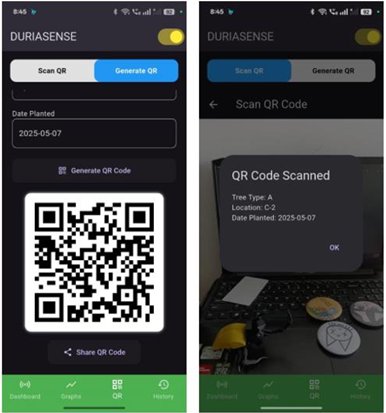 8:45
62
DURIASENSE
Scan QR
Generate QR
Date Planted
2025-05-07
Generate QR Code
Share QR Code
Dashboard
Graphs
QR
History
8:45
62
DURIASENSE
Scan QR
Generate QR
Scan QR Code
QR Code Scanned
Tree Type: A
Location: C-2
Date Planted: 2025-05-07
OK
Dashboard
Graphs
QR
History